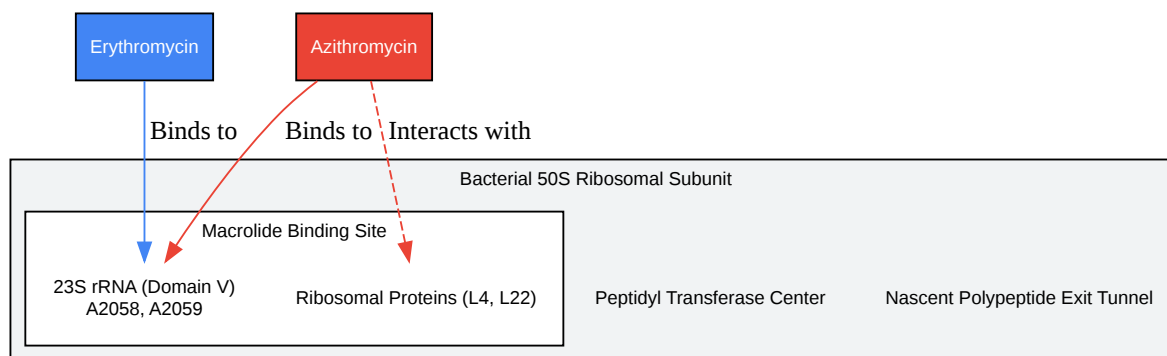 Erythromycin
Azithromycin
Binds to
Binds to
Interacts with
Bacterial 50S Ribosomal Subunit
Macrolide Binding Site
23S rRNA (Domain V)
A2058, A2059
Ribosomal Proteins (L4, L22)
Peptidyl Transferase Center
Nascent Polypeptide Exit Tunnel